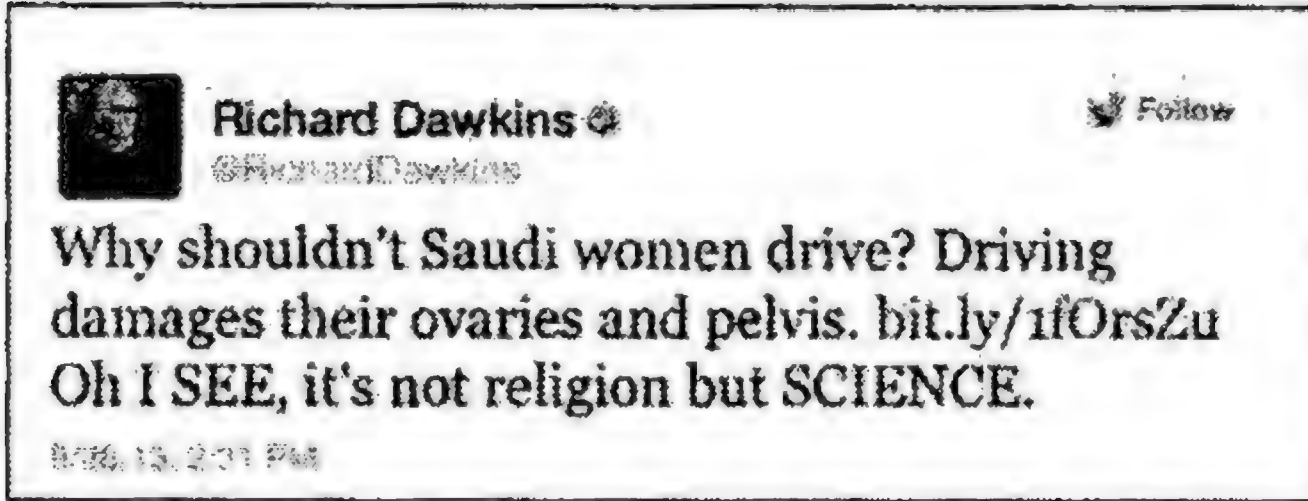 Richard Dawkins
Follow
@RichardDawkins
Why shouldn't Saudi women drive? Driving
damages their ovaries and pelvis. bit.ly/1fOrsZu
Oh I SEE, it's not religion but SCIENCE.